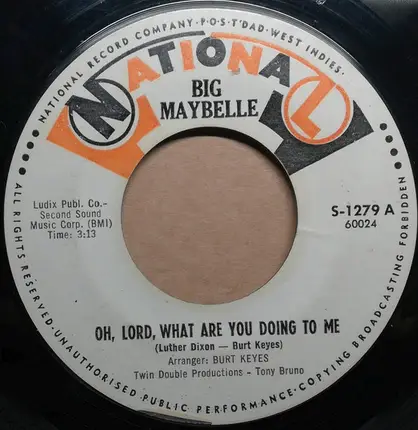 NATIONAL RECORD COMPANY·P·O·S·T'DAD·WEST INDIES·
NATIONAL
BIG
MAYBELLE
Ludix Publ. Co.-
Second Sound
Music Corp. (BMI)
Time: 3:13
S-1279 A
60024
OH, LORD, WHAT ARE YOU DOING TO ME
(Luther Dixon — Burt Keyes)
Arranger: BURT KEYES
Twin Double Productions - Tony Bruno
ALL RIGHTS RESERVED·UNAUTHORISED PUBLIC PERFORMANCE·COPYING BROADCASTING FORBIDDEN